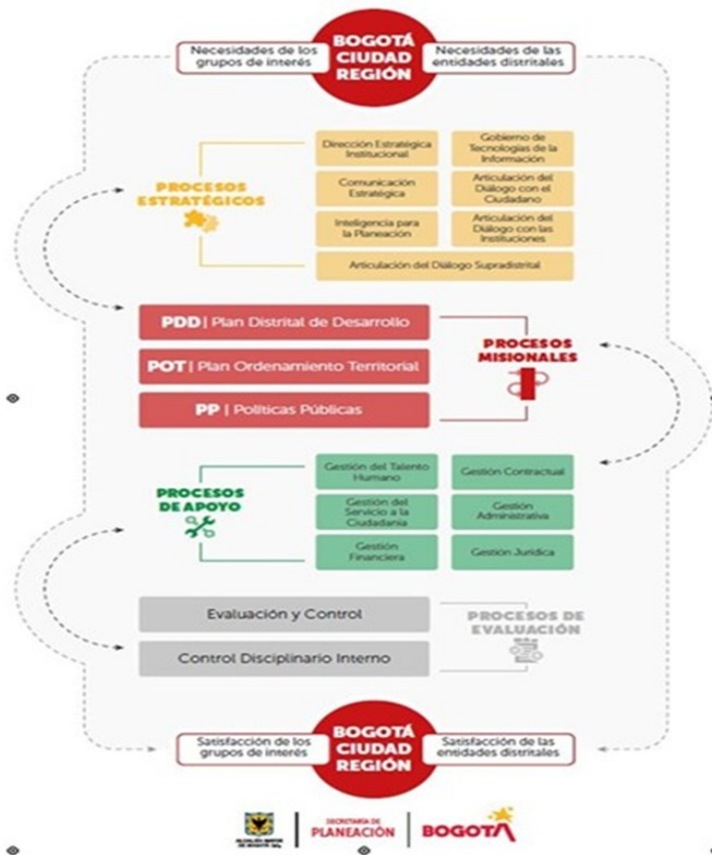 Necesidades de los
grupos de interés
BOGOTÁ
CIUDAD
REGIÓN
Necesidades de las
entidades distritales
PROCESOS
ESTRATÉGICOS
Dirección Estratégica
Institucional
Gobierno de
Tecnologías de la
Información
Comunicación
Estratégica
Articulación del
Diálogo con el
Ciudadano
Inteligencia para
la Planeación
Articulación del
Diálogo con las
Instituciones
Articulación del Diálogo Supradistrital
PDD | Plan Distrital de Desarrollo
POT | Plan Ordenamiento Territorial
PP | Políticas Públicas
PROCESOS
MISIONALES
PROCESOS
DE APOYO
Gestión del Talento
Humano
Gestión Contractual
Gestión del
Servicio a la
Ciudadanía
Gestión
Administrativa
Gestión
Financiera
Gestión Jurídica
Evaluación y Control
Control Disciplinario Interno
PROCESOS DE
EVALUACIÓN
Satisfacción de los
grupos de interés
BOGOTÁ
CIUDAD
REGIÓN
Satisfacción de las
entidades distritales
ALCALDÍA MAYOR
DE BOGOTÁ D.C.
SECRETARÍA DE
PLANEACIÓN
BOGOTÁ